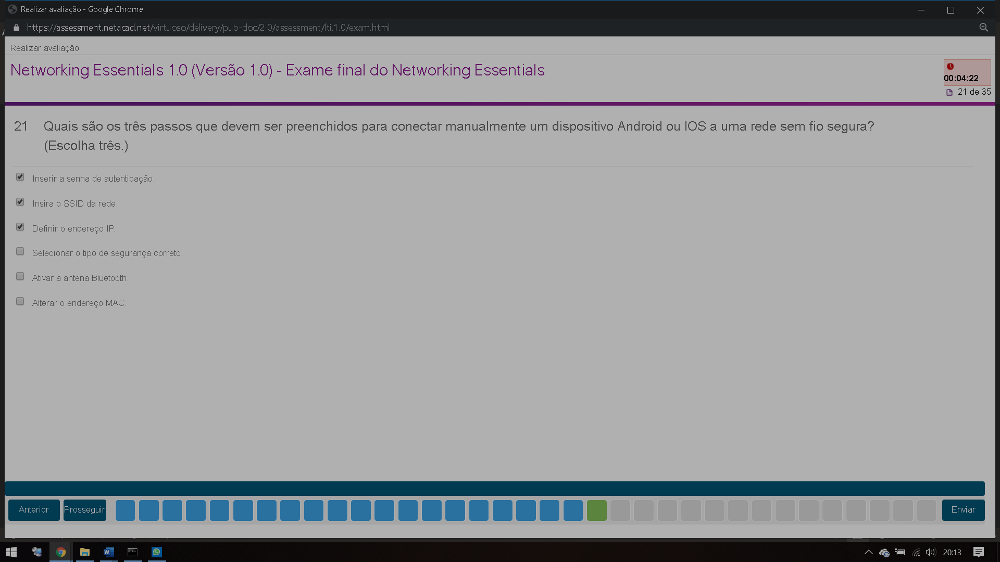 Realizar avaliação - Google Chrome
https://assessment.netacad.net/virtuoso/delivery/pub-doc/2.0/assessment/lti.1.0/exam.html
Realizar avaliação
Networking Essentials 1.0 (Versão 1.0) - Exame final do Networking Essentials
00:04:22
21 de 35
21 Quais são os três passos que devem ser preenchidos para conectar manualmente um dispositivo Android ou IOS a uma rede sem fio segura?
(Escolha três.)
Inserir a senha de autenticação.
Insira o SSID da rede.
Definir o endereço IP.
Selecionar o tipo de segurança correto.
Ativar a antena Bluetooth.
Alterar o endereço MAC.
Anterior
Prosseguir
Enviar
20:13